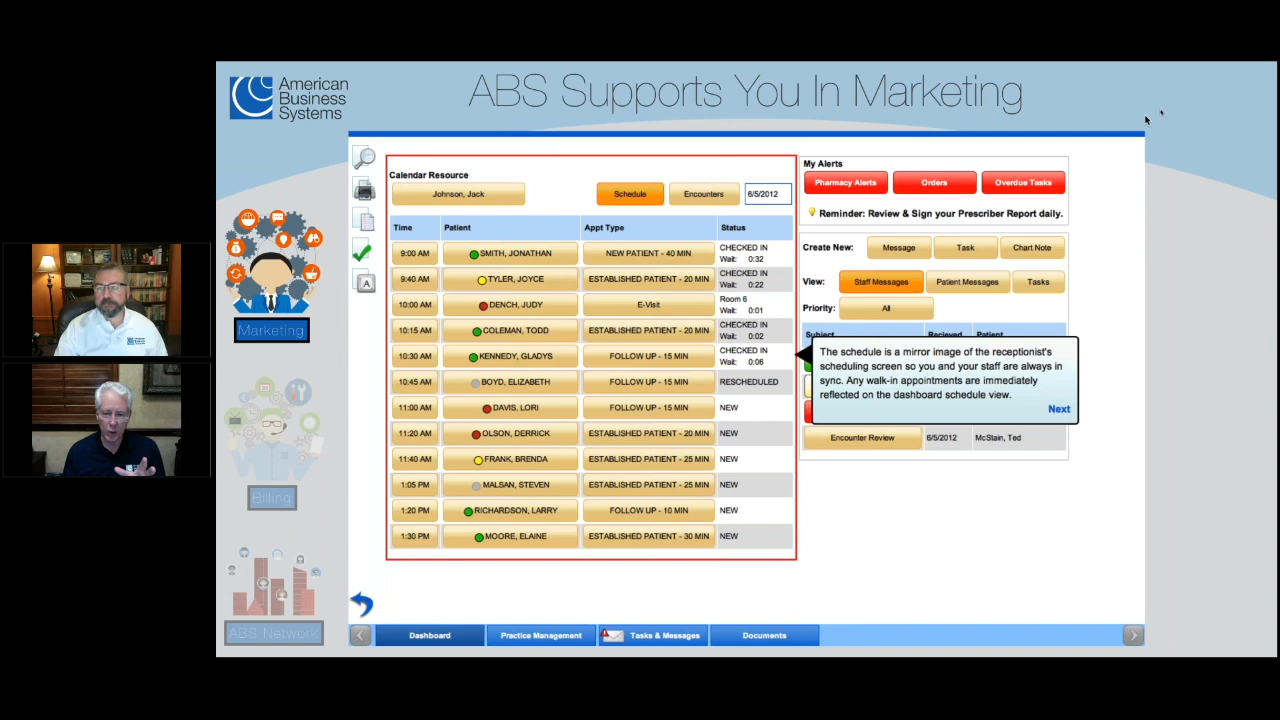 American
Business
Systems
ABS Supports You In Marketing
Marketing
Billing
ABS Network
Calendar Resource
Johnson, Jack
Schedule
Encounters
6/5/2012
Time Patient Appt Type Status
9:00 AM SMITH, JONATHAN NEW PATIENT - 40 MIN CHECKED IN
Wait: 0:32
9:40 AM TYLER, JOYCE ESTABLISHED PATIENT - 20 MIN CHECKED IN
Wait: 0:22
10:00 AM DENCH, JUDY E-Visit Room 6
Wait: 0:01
10:15 AM COLEMAN, TODD ESTABLISHED PATIENT - 20 MIN CHECKED IN
Wait: 0:02
10:30 AM KENNEDY, GLADYS FOLLOW UP - 15 MIN CHECKED IN
Wait: 0:06
10:45 AM BOYD, ELIZABETH FOLLOW UP - 15 MIN RESCHEDULED
11:00 AM DAVIS, LORI FOLLOW UP - 15 MIN NEW
11:20 AM OLSON, DERRICK ESTABLISHED PATIENT - 20 MIN NEW
11:40 AM FRANK, BRENDA ESTABLISHED PATIENT - 25 MIN NEW
1:05 PM MALSAN, STEVEN ESTABLISHED PATIENT - 25 MIN NEW
1:20 PM RICHARDSON, LARRY FOLLOW UP - 10 MIN NEW
1:30 PM MOORE, ELAINE ESTABLISHED PATIENT - 30 MIN NEW
My Alerts
Pharmacy Alerts Orders Overdue Tasks
Reminder: Review & Sign your Prescriber Report daily.
Create New: Message Task Chart Note
View: Staff Messages Patient Messages Tasks
Priority: All
Subject Recieved Patient
The schedule is a mirror image of the receptionist's
scheduling screen so you and your staff are always in
sync. Any walk-in appointments are immediately
reflected on the dashboard schedule view.
Next
Encounter Review 6/5/2012 McStain, Ted
A
Dashboard Practice Management Tasks & Messages Documents